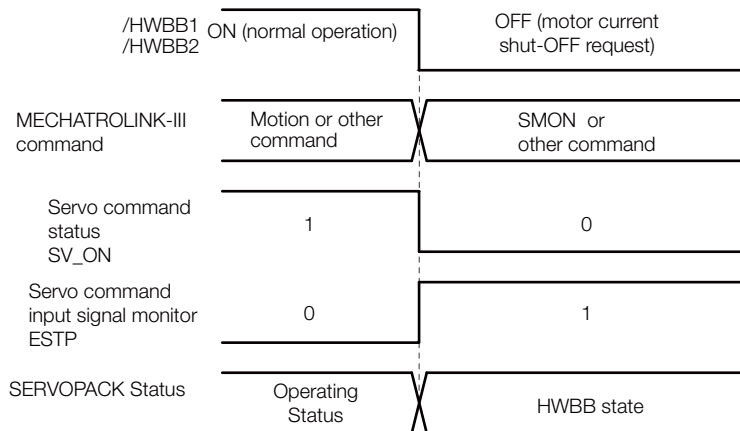 /HWBB1
/HWBB2
ON (normal operation)
OFF (motor current
shut-OFF request)
MECHATROLINK-III
command
Motion or other
command
SMON or
other command
Servo command
status
SV_ON
1
0
Servo command
input signal monitor
ESTP
0
1
SERVOPACK Status
Operating
Status
HWBB state